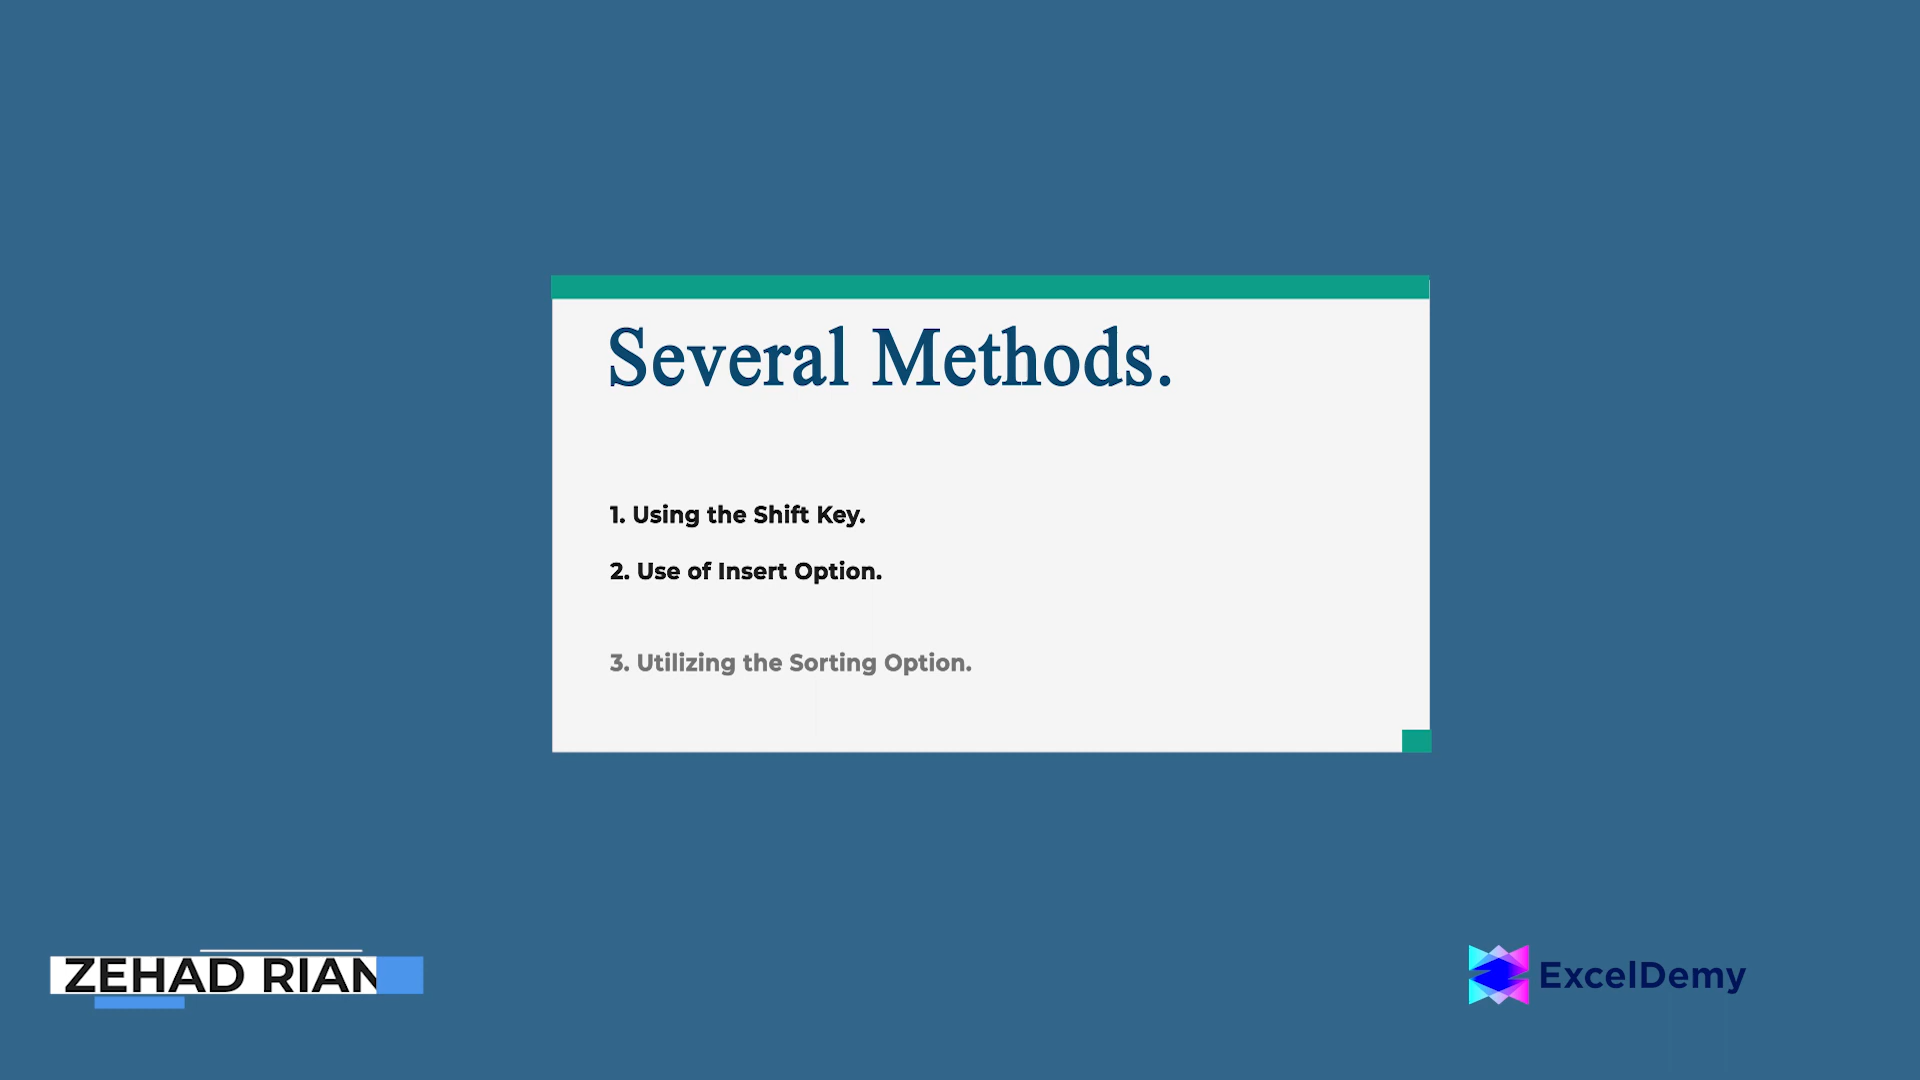 Several Methods.
1. Using the Shift Key.
2. Use of Insert Option.
3. Utilizing the Sorting Option.
ZEHAD RIAN
ExcelDemy